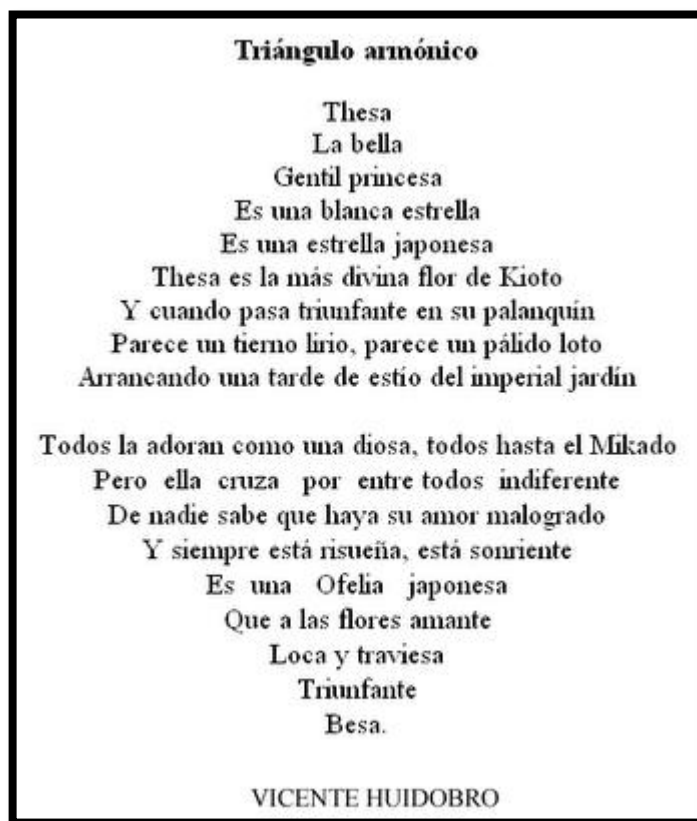 Triángulo armónico
Thesa
La bella
Gentil princesa
Es una blanca estrella
Es una estrella japonesa
Thesa es la más divina flor de Kioto
Y cuando pasa triunfante en su palanquín
Parece un tierno lirio, parece un pálido loto
Arrancando una tarde de estío del imperial jardín
Todos la adoran como una diosa, todos hasta el Mikado
Pero ella cruza por entre todos indiferente
De nadie sabe que haya su amor malogrado
Y siempre está risueña, está sonriente
Es una Ofelia japonesa
Que a las flores amante
Loca y traviesa
Triunfante
Besa.
VICENTE HUIDOBRO